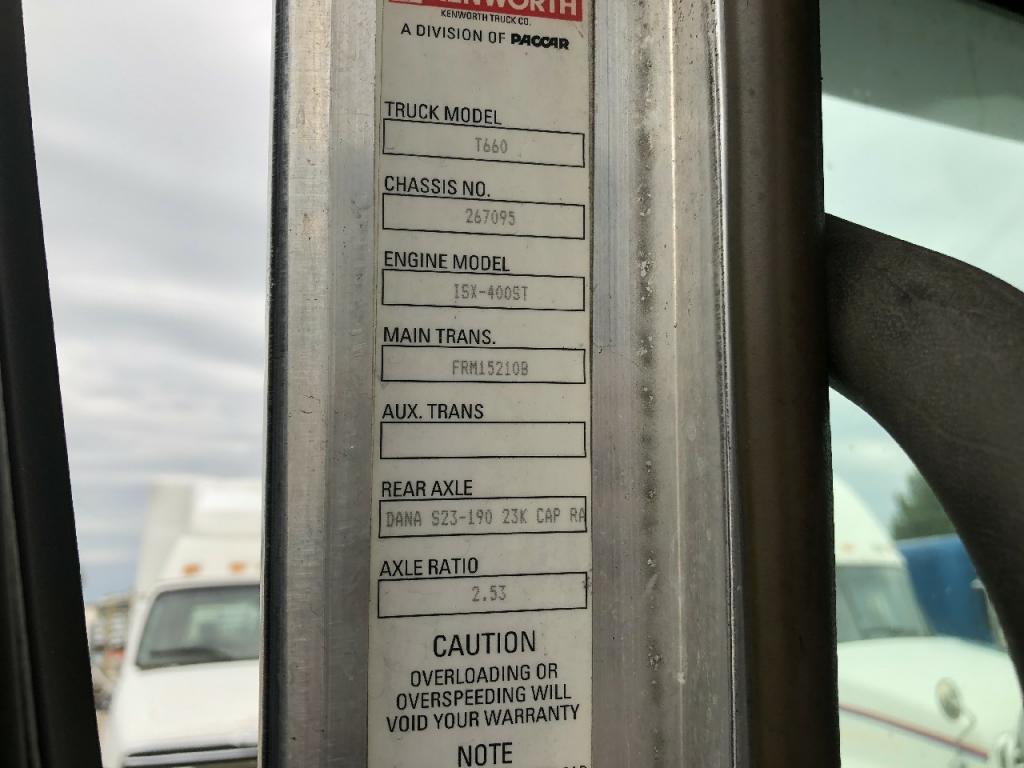 KENWORTH
KENWORTH TRUCK CO.
A DIVISION OF PACCAR
TRUCK MODEL
T660
CHASSIS NO.
267095
ENGINE MODEL
ISX-400ST
MAIN TRANS.
FRM15210B
AUX. TRANS
REAR AXLE
DANA S23-190 23K CAP RA
AXLE RATIO
2.53
CAUTION
OVERLOADING OR
OVERSPEEDING WILL
VOID YOUR WARRANTY
NOTE